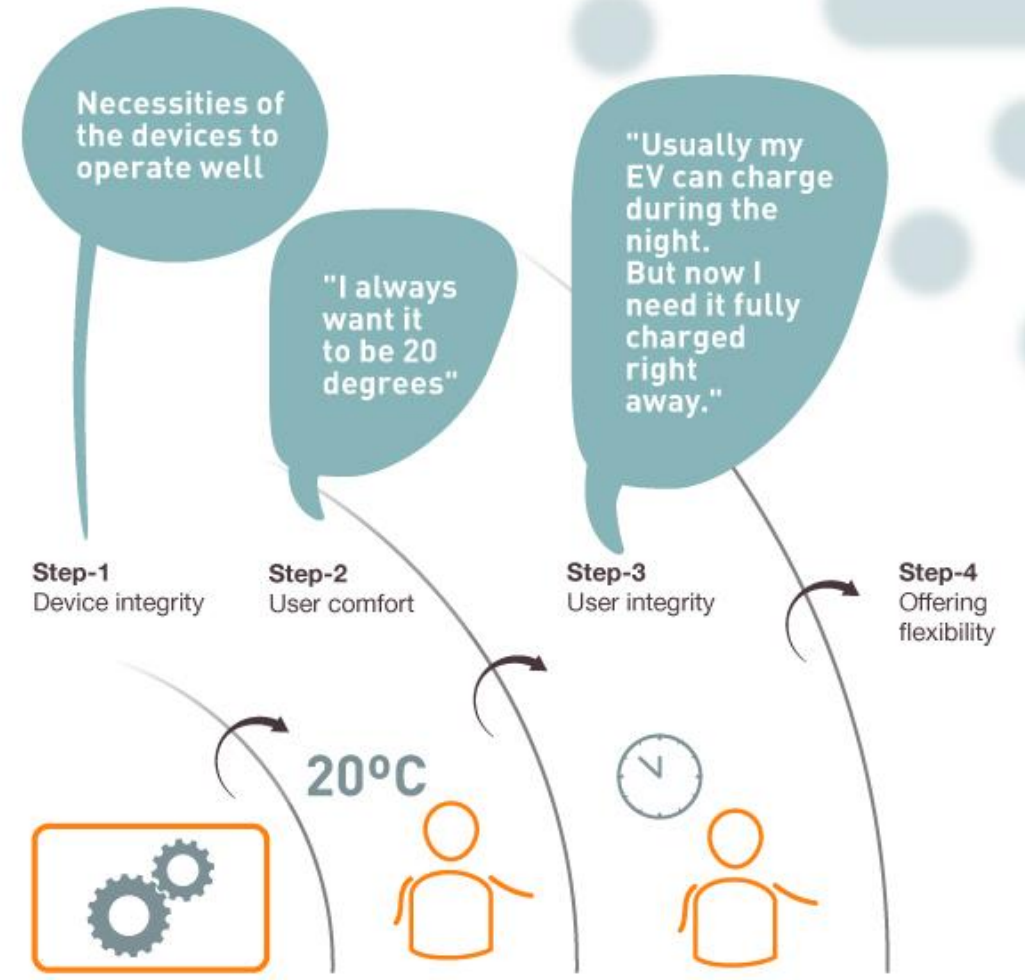 Necessities of
the devices to
operate well
"I always
want it
to be 20
degrees"
"Usually my
EV can charge
during the
night.
But now I
need it fully
charged
right
away."
Step-1
Device integrity
Step-2
User comfort
Step-3
User integrity
Step-4
Offering
flexibility
20ºC